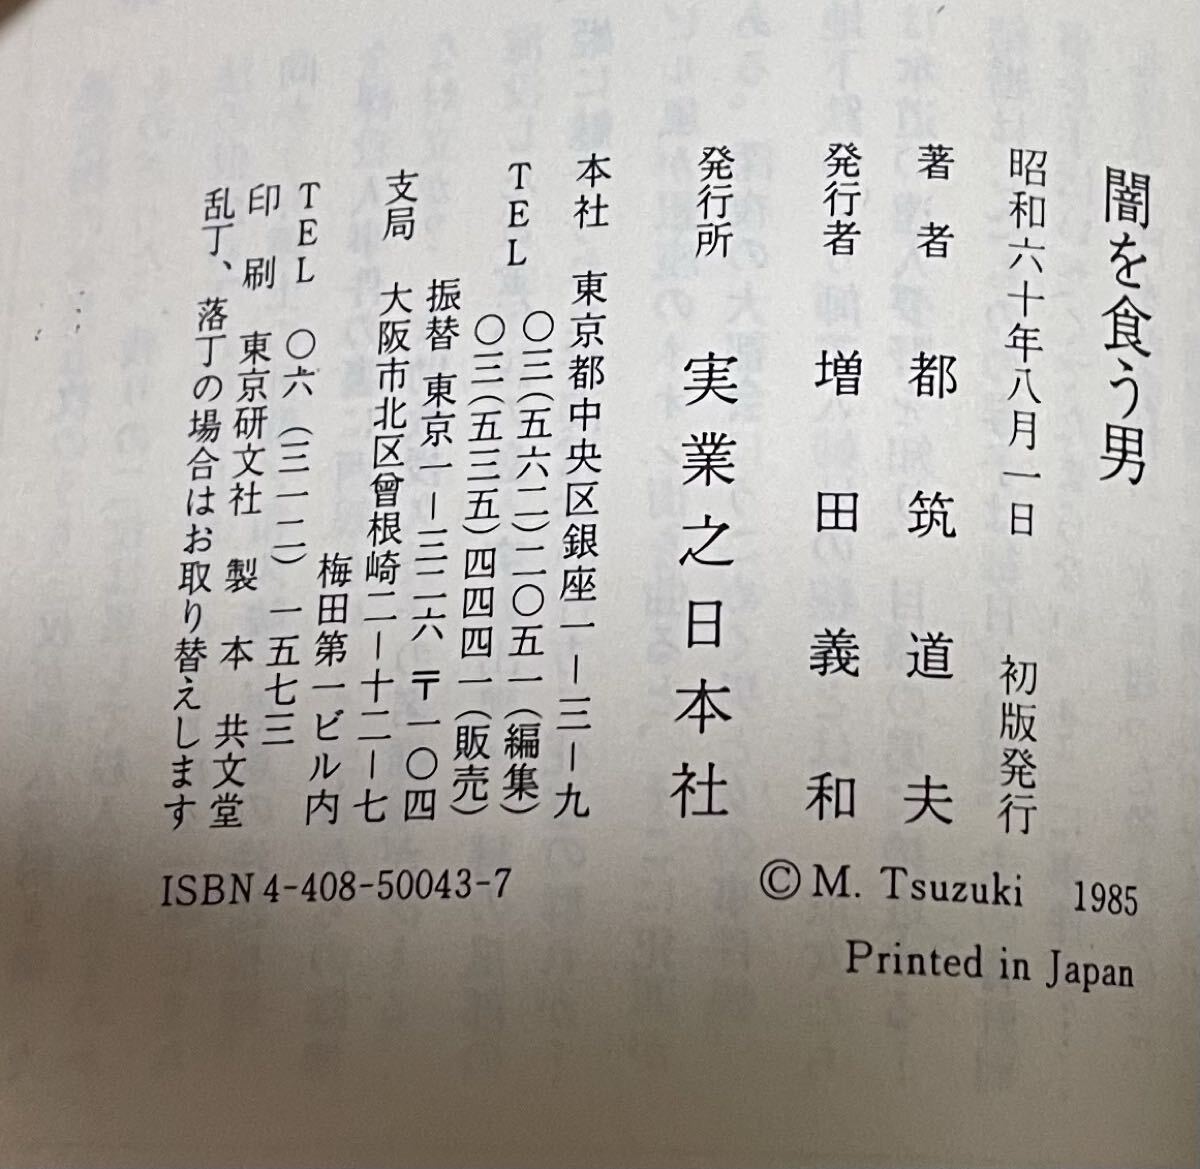 闇を食う男
昭和六十年八月一日 初版発行
著者 都筑道夫
発行者 増田義和
発行所 実業之日本社
本社 東京都中央区銀座一ー三ー九
TEL 〇三(五六二)二〇五一(編集)
〇三(五三五)四四四一(販売)
振替 東京一ー三二六 〒一〇四
支局 大阪市北区曾根崎二ー十二ー七
梅田第一ビル内
TEL 〇六(三一二)一五七三
印刷 東京研文社 製本 共文堂
乱丁、落丁の場合はお取り替えします
© M. Tsuzuki 1985
Printed in Japan
ISBN4-408-50043-7